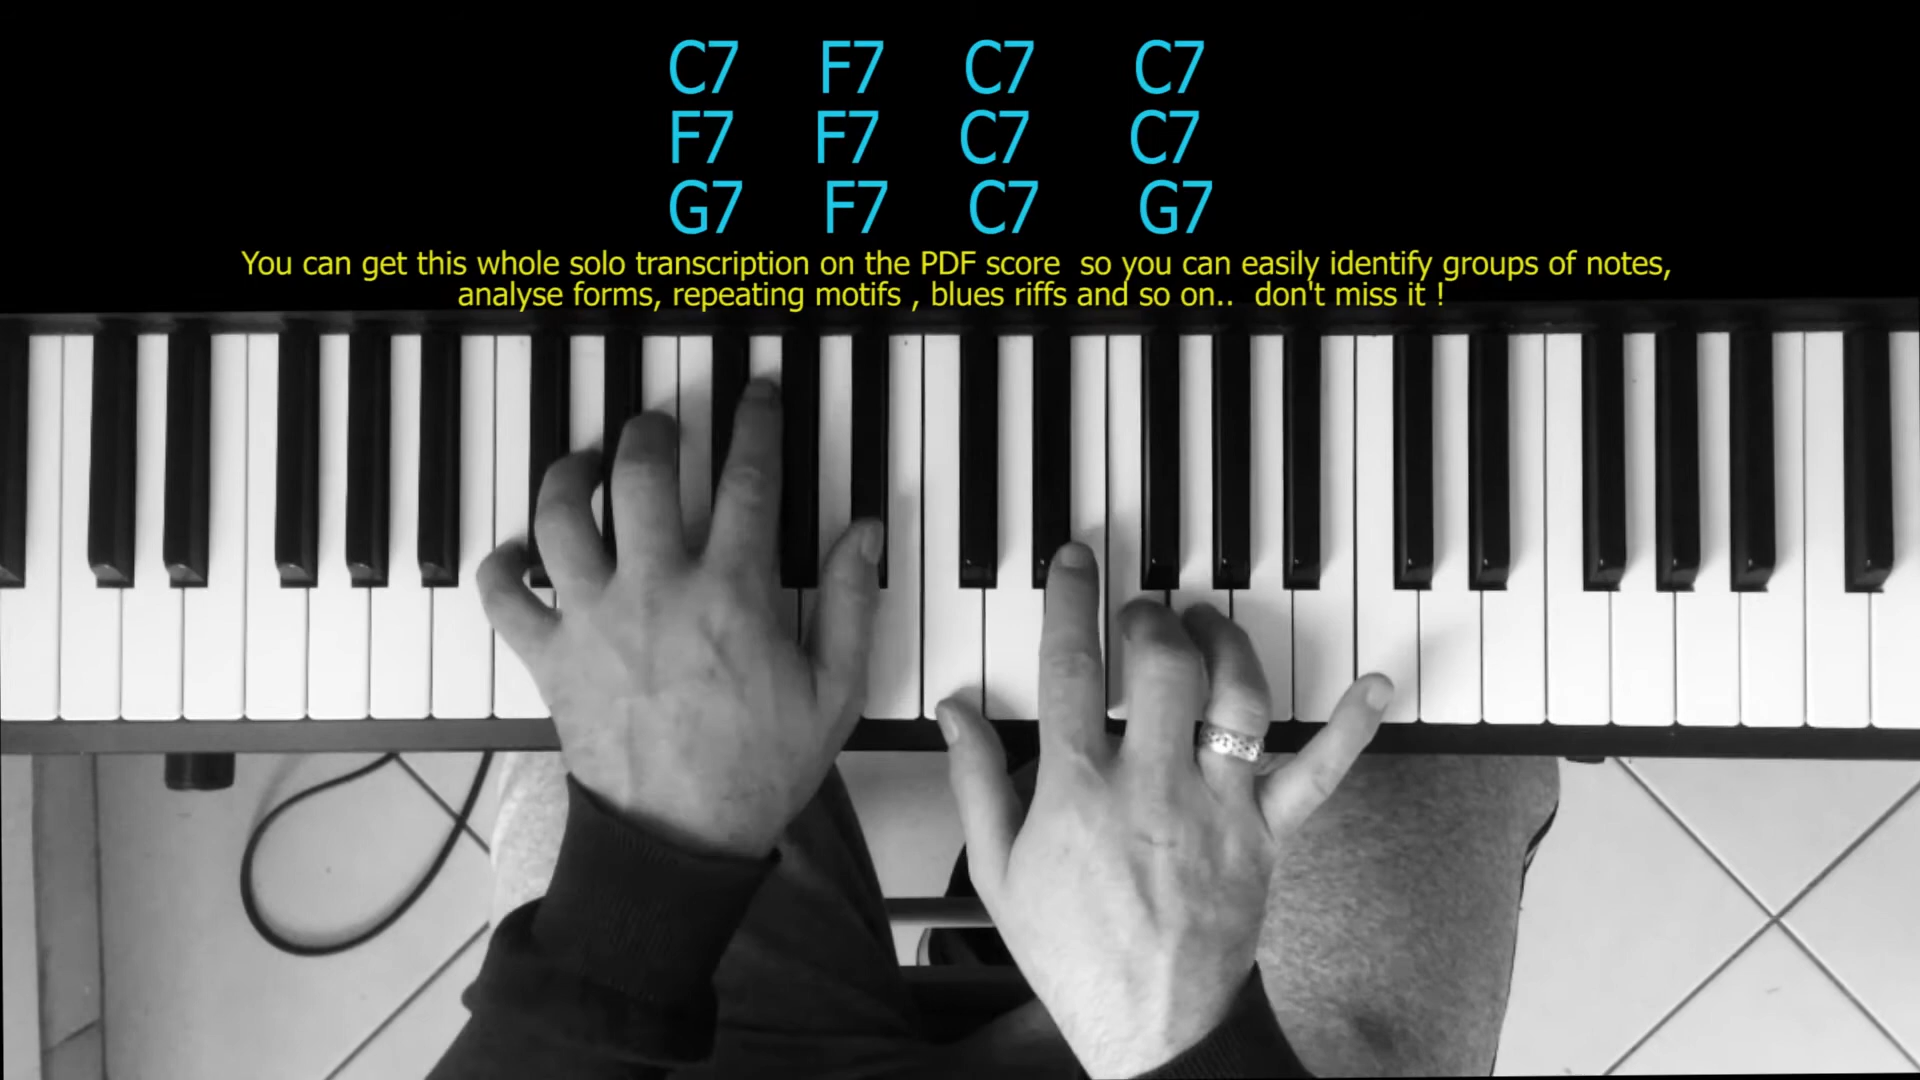 C7 F7 C7 C7
F7 F7 C7 C7
G7 F7 C7 G7
You can get this whole solo transcription on the PDF score so you can easily identify groups of notes,
analyse forms, repeating motifs , blues riffs and so on.. don't miss it !